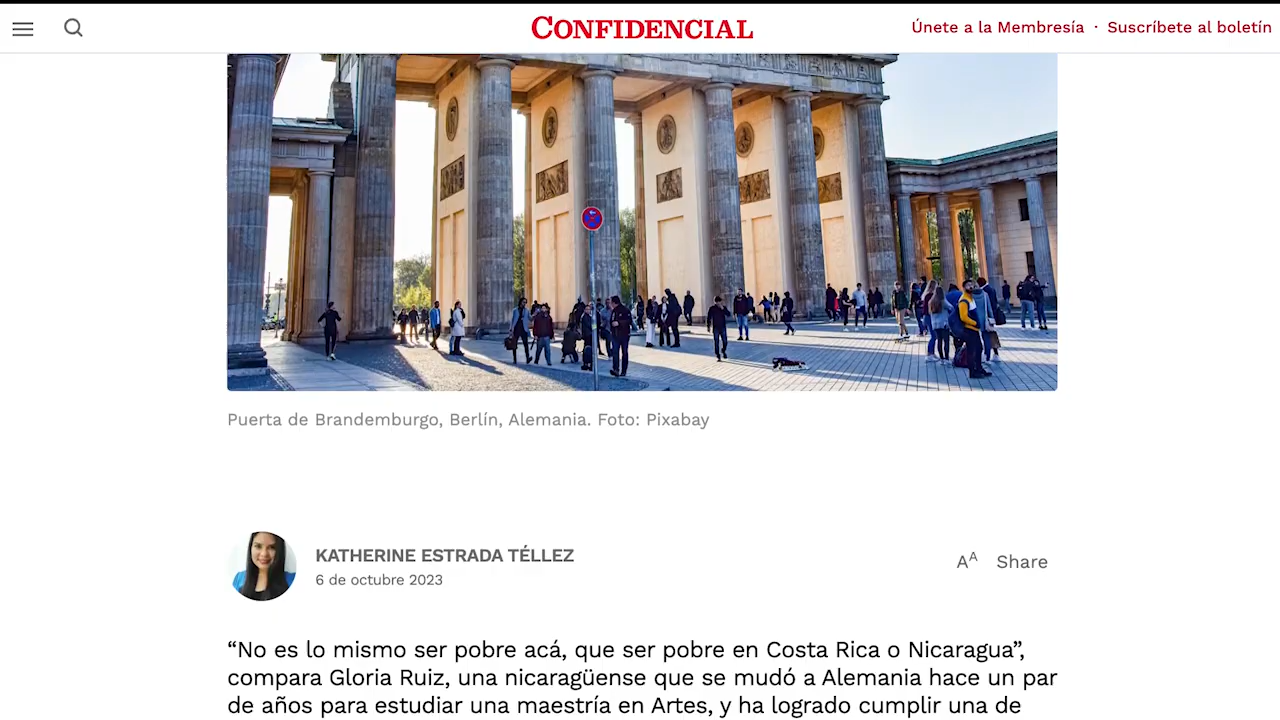 CONFIDENCIAL
Únete a la Membresía · Suscríbete al boletín
Puerta de Brandemburgo, Berlín, Alemania. Foto: Pixabay
KATHERINE ESTRADA TÉLLEZ
6 de octubre 2023
AA Share
“No es lo mismo ser pobre acá, que ser pobre en Costa Rica o Nicaragua”,
compara Gloria Ruiz, una nicaragüense que se mudó a Alemania hace un par
de años para estudiar una maestría en Artes, y ha logrado cumplir una de